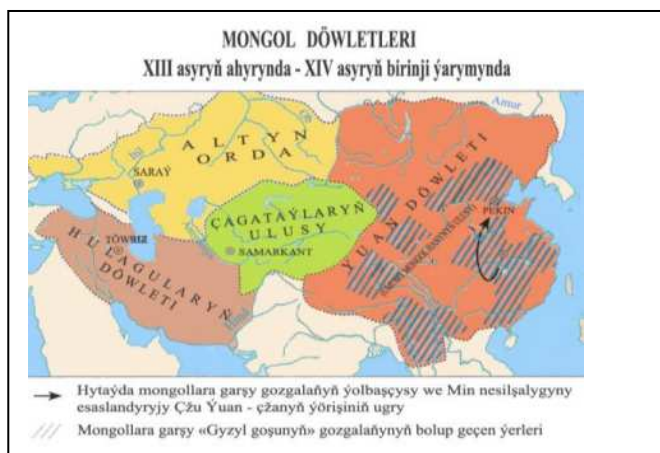 MONGOL DÖWLETLERI
XIII asyryň ahyrynda - XIV asyryň birinji ýarymynda
Amur
ALTYN
ORDA
SARAÝ
ÝUAN DÖWLETI
PEKIN
ÇAGATAÝLARYŇ
ULUSY
SAMARKANT
TÖWRIZ
HULAGULARYŇ
DÖWLETI
Hytaýda mongollara garşy gozgalaňyň ýolbaşçysy we Min nesilşalygyny
esaslandyryjy Çžu Ýuan - çžanyň ýörişiniň ugry
Mongollara garşy «Gyzyl goşunyň» gozgalaňynyň bolup geçen ýerleri